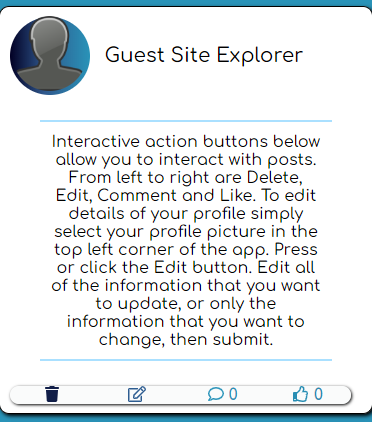 Guest Site Explorer
Interactive action buttons below
allow you to interact with posts.
From left to right are Delete,
Edit, Comment and Like. To edit
details of your profile simply
select your profile picture in the
top left corner of the app. Press
or click the Edit button. Edit all
of the information that you want
to update, or only the
information that you want to
change, then submit.
0 0